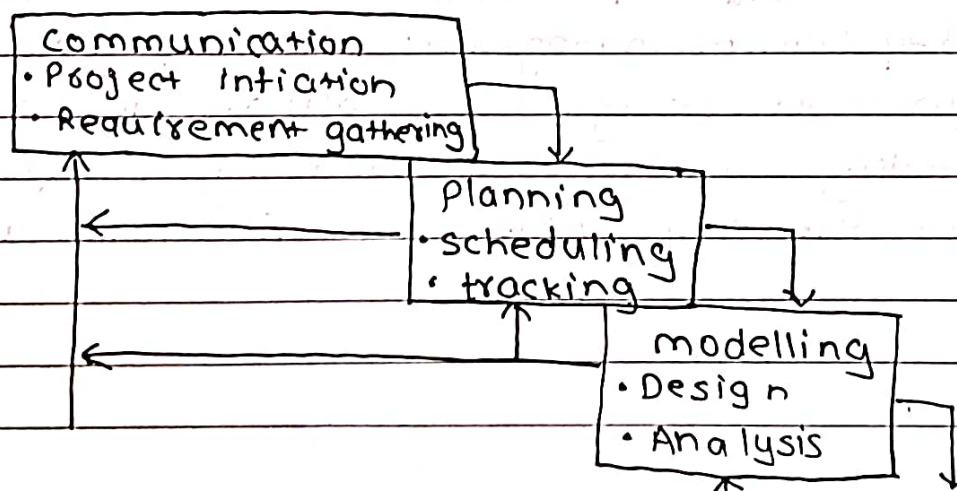 communication
• Project Intiation
• Requirement gathering
Planning
• scheduling
• tracking
modelling
• Design
• Analysis